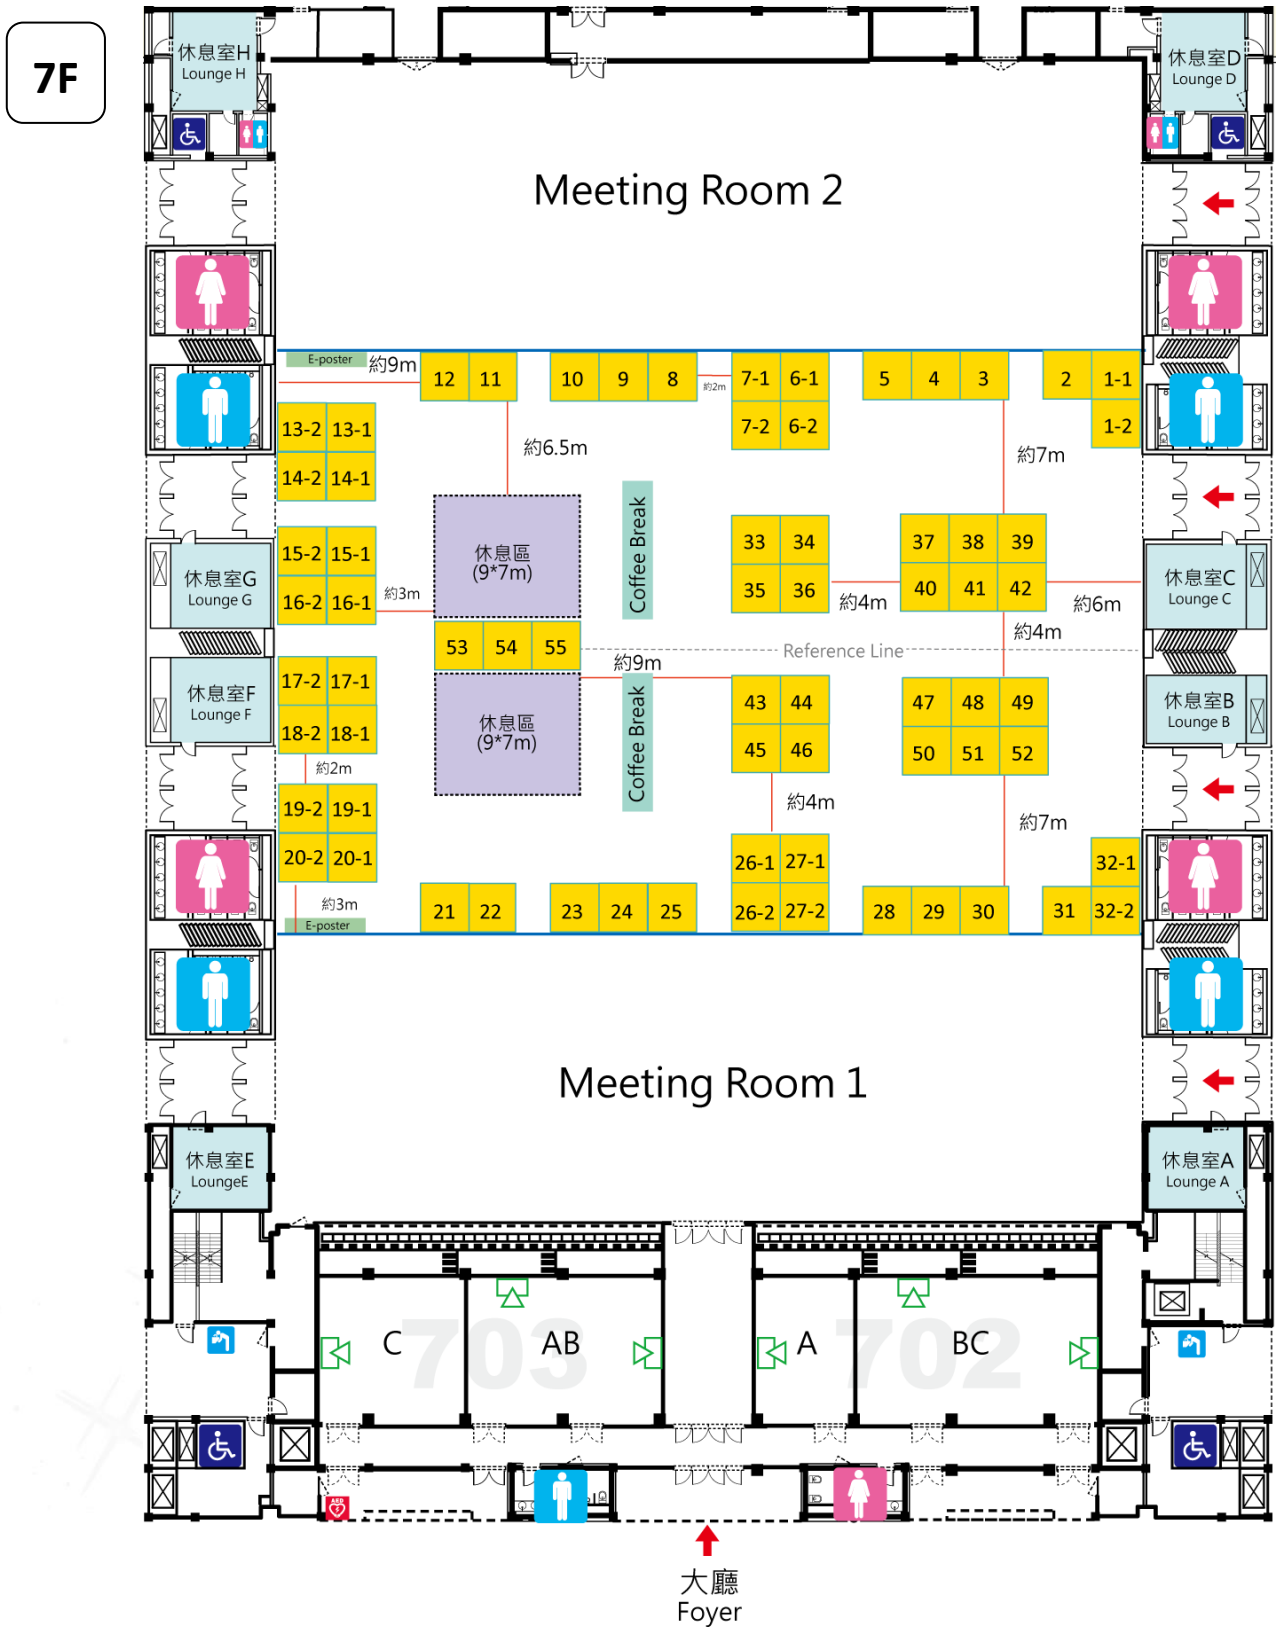 7F
休息室H
Lounge H
休息室D
Lounge D
Meeting Room 2
E-poster
約9m
12 11
10 9 8
約2m
7-1 6-1
7-2 6-2
5 4 3
2 1-1
1-2
13-2 13-1
14-2 14-1
約6.5m
約7m
休息區
(9*7m)
Coffee Break
33 34
35 36
37 38 39
40 41 42
15-2 15-1
16-2 16-1
約3m
約4m
約6m
約4m
休息室G
Lounge G
休息室C
Lounge C
53 54 55
Reference Line
約9m
休息室F
Lounge F
17-2 17-1
18-2 18-1
休息區
(9*7m)
Coffee Break
43 44
45 46
47 48 49
50 51 52
休息室B
Lounge B
約2m
19-2 19-1
20-2 20-1
約4m
約7m
約3m
E-poster
21 22
23 24 25
26-1 27-1
26-2 27-2
28 29 30
32-1
31 32-2
Meeting Room 1
休息室E
LoungeE
休息室A
Lounge A
703
C
AB
702
A
BC
AED
大廳
Foyer